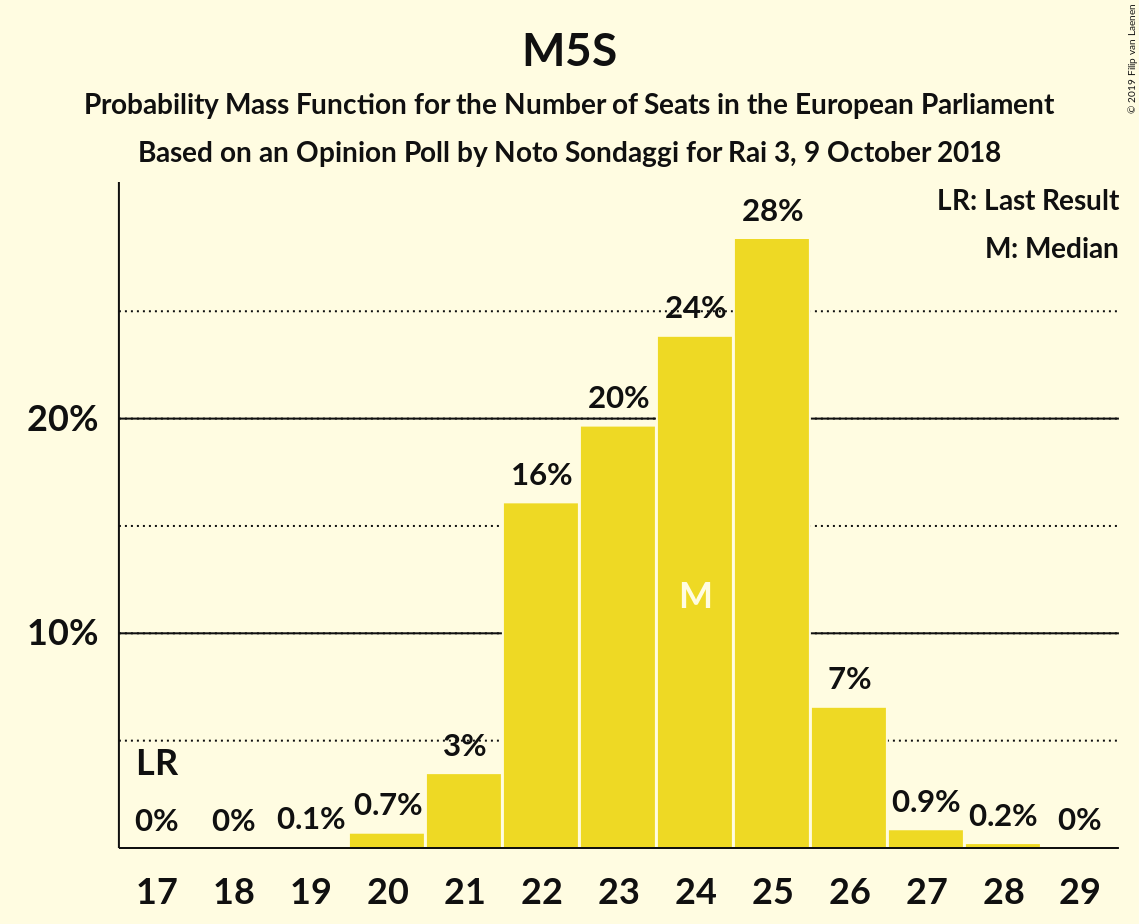 M5S
Probability Mass Function for the Number of Seats in the European Parliament
Based on an Opinion Poll by Noto Sondaggi for Rai 3, 9 October 2018
© 2019 Filip van Laenen
LR: Last Result
M: Median
28%
24%
20%
20%
16%
M
10%
7%
3%
LR
0%
0%
0.1%
0.7%
0.9%
0.2%
0%
17 18 19 20 21 22 23 24 25 26 27 28 29